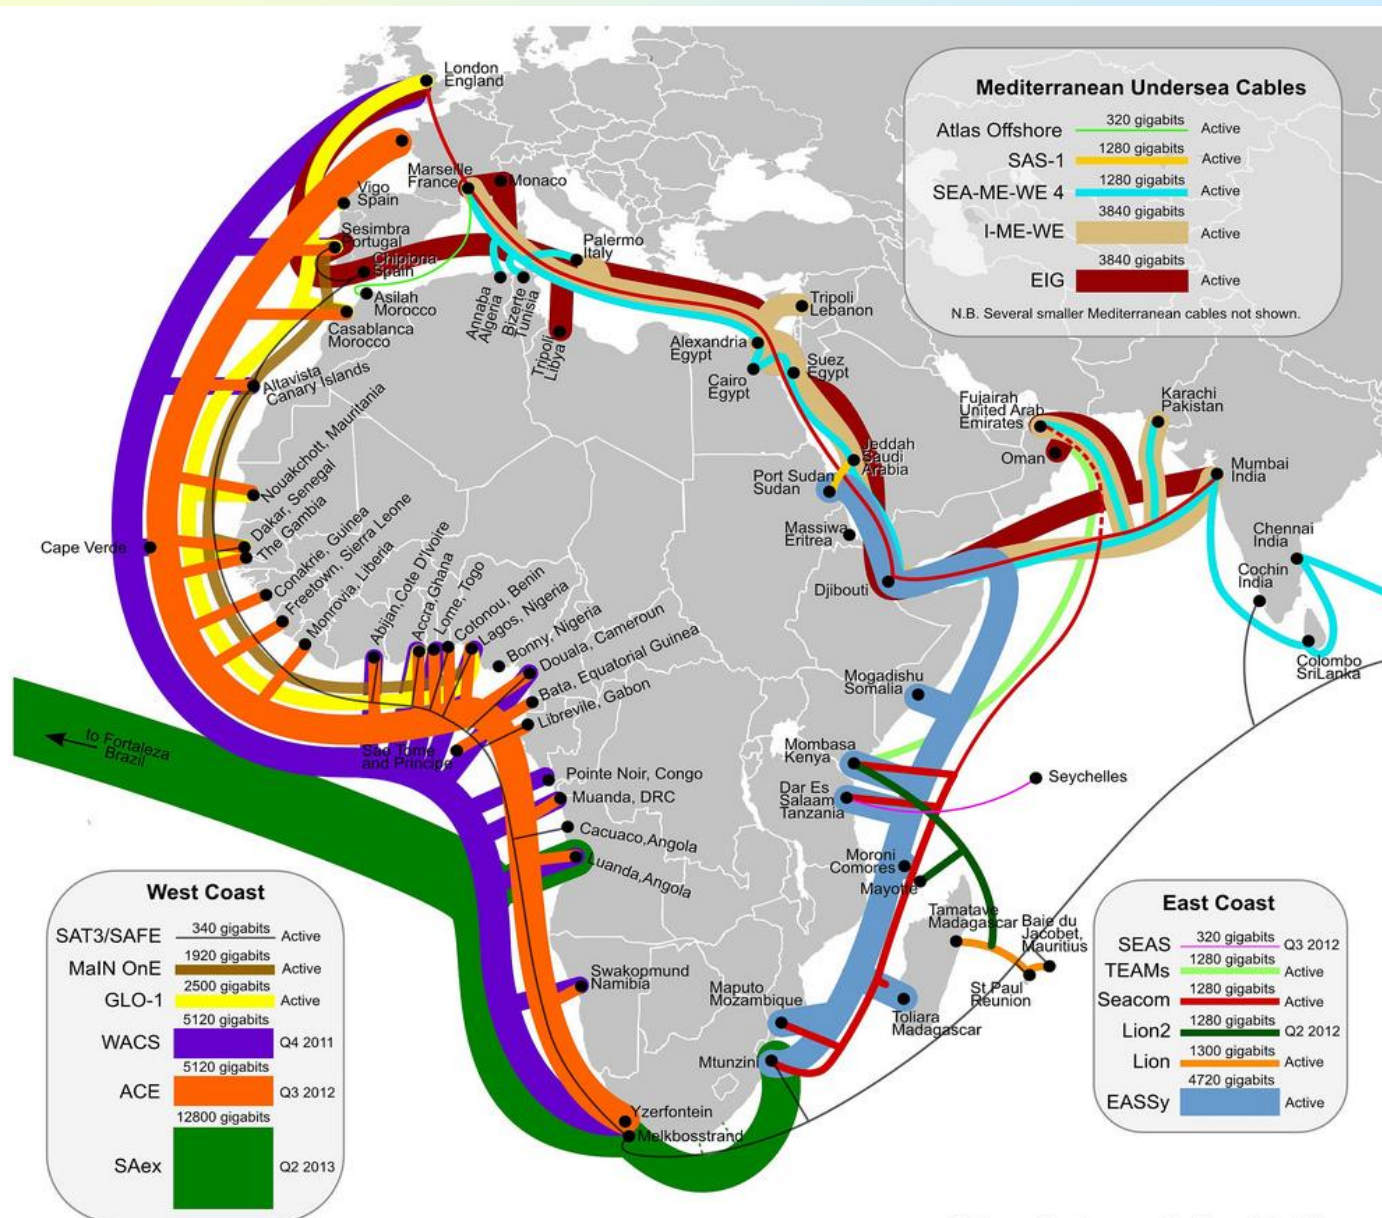 London
England
Marseille
France
Monaco
Vigo
Spain
Sesimbra
Portugal
Chipiona
Spain
Asilah
Morocco
Casablanca
Morocco
Altavista
Canary Islands
Palermo
Italy
Annaba
Algeria
Bizerte
Tunisia
Tripoli
Libya
Tripoli
Lebanon
Alexandria
Egypt
Cairo
Egypt
Suez
Egypt
Jeddah
Saudi
Arabia
Port Sudan
Sudan
Massiwa
Eritrea
Djibouti
Fujairah
United Arab
Emirates
Oman
Karachi
Pakistan
Mumbai
India
Chennai
India
Cochin
India
Colombo
SriLanka
Mediterranean Undersea Cables
Atlas Offshore 320 gigabits Active
SAS-1 1280 gigabits Active
SEA-ME-WE 4 1280 gigabits Active
I-ME-WE 3840 gigabits Active
EIG 3840 gigabits Active
N.B. Several smaller Mediterranean cables not shown.
Nouakchott, Mauritania
Dakar, Senegal
The Gambia
Cape Verde
Conakrie, Guinea
Freetown, Sierra Leone
Monrovia, Liberia
Abijan,Cote D'Ivoire
Accra,Ghana
Lome, Togo
Cotonou, Benin
Lagos, Nigeria
Bonny, Nigeria
Douala, Cameroun
Bata, Equatorial Guinea
Librevile, Gabon
Sao Tome
and Principe
to Fortaleza
Brazil
Pointe Noir, Congo
Muanda, DRC
Cacuaco,Angola
Luanda,Angola
Swakopmund
Namibia
Yzerfontein
Melkbosstrand
Mtunzini
Maputo
Mozambique
Toliara
Madagascar
Mogadishu
Somalia
Mombasa
Kenya
Dar Es
Salaam
Tanzania
Seychelles
Moroni
Comores
Mayotte
Tamatave
Madagascar
Baie du
Jacobet,
Mauritius
St Paul
Reunion
West Coast
SAT3/SAFE 340 gigabits Active
MaIN OnE 1920 gigabits Active
GLO-1 2500 gigabits Active
WACS 5120 gigabits Q4 2011
ACE 5120 gigabits Q3 2012
SAex 12800 gigabits Q2 2013
East Coast
SEAS 320 gigabits Q3 2012
TEAMs 1280 gigabits Active
Seacom 1280 gigabits Active
Lion2 1280 gigabits Q2 2012
Lion 1300 gigabits Active
EASSy 4720 gigabits Active